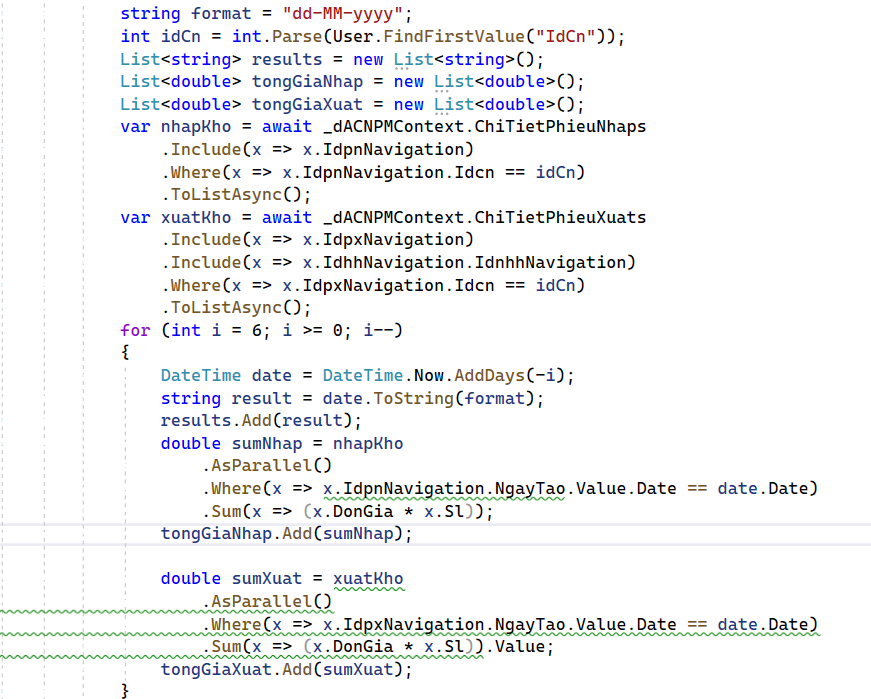 string format = "dd-MM-yyyy";
int idCn = int.Parse(User.FindFirstValue("IdCn"));
List<string> results = new List<string>();
List<double> tongGiaNhap = new List<double>();
List<double> tongGiaXuat = new List<double>();
var nhapKho = await _dACNPMContext.ChiTietPhieuNhaps
.Include(x => x.IdpnNavigation)
.Where(x => x.IdpnNavigation.Idcn == idCn)
.ToListAsync();
var xuatKho = await _dACNPMContext.ChiTietPhieuXuats
.Include(x => x.IdpxNavigation)
.Include(x => x.IdhhNavigation.IdnhhNavigation)
.Where(x => x.IdpxNavigation.Idcn == idCn)
.ToListAsync();
for (int i = 6; i >= 0; i--)
{
DateTime date = DateTime.Now.AddDays(-i);
string result = date.ToString(format);
results.Add(result);
double sumNhap = nhapKho
.AsParallel()
.Where(x => x.IdpnNavigation.NgayTao.Value.Date == date.Date)
.Sum(x => (x.DonGia * x.Sl));
tongGiaNhap.Add(sumNhap);
double sumXuat = xuatKho
.AsParallel()
.Where(x => x.IdpxNavigation.NgayTao.Value.Date == date.Date)
.Sum(x => (x.DonGia * x.Sl)).Value;
tongGiaXuat.Add(sumXuat);
}